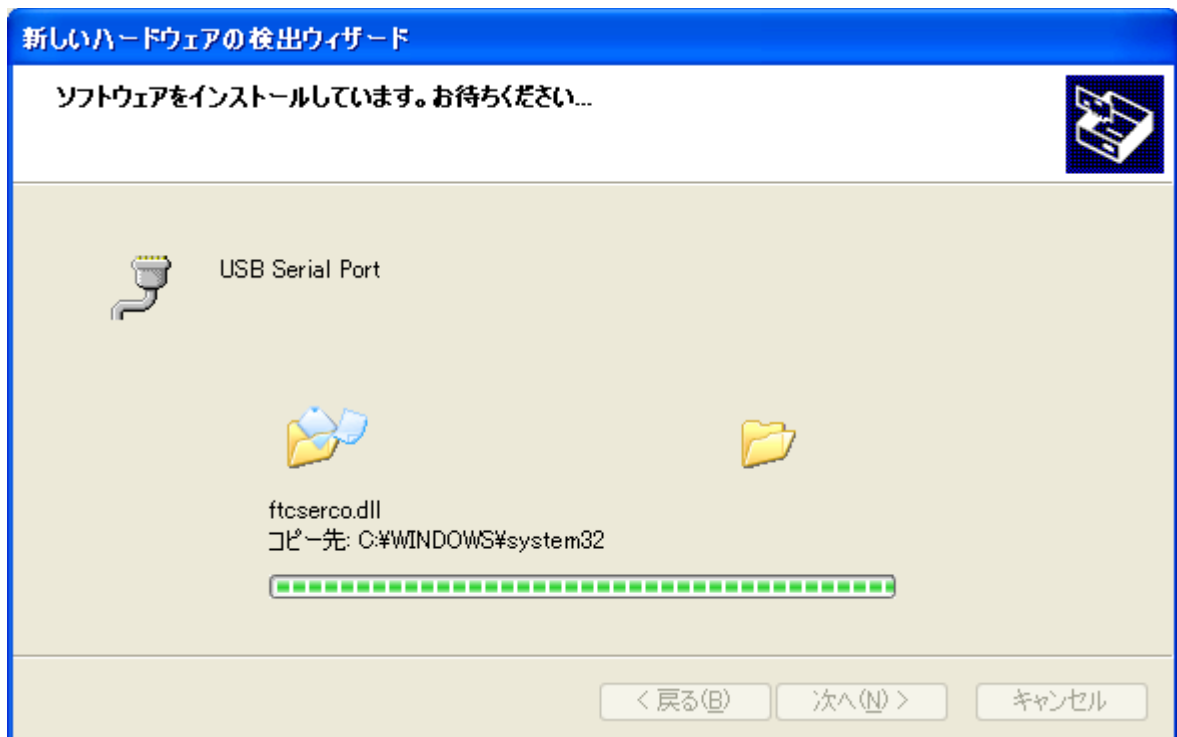 新しいハードウェアの検出ウィザード
ソフトウェアをインストールしています。お待ちください...
USB Serial Port
ftcserco.dll
コピー先: C:¥WINDOWS¥system32
< 戻る(B)
次へ(N) >
キャンセル